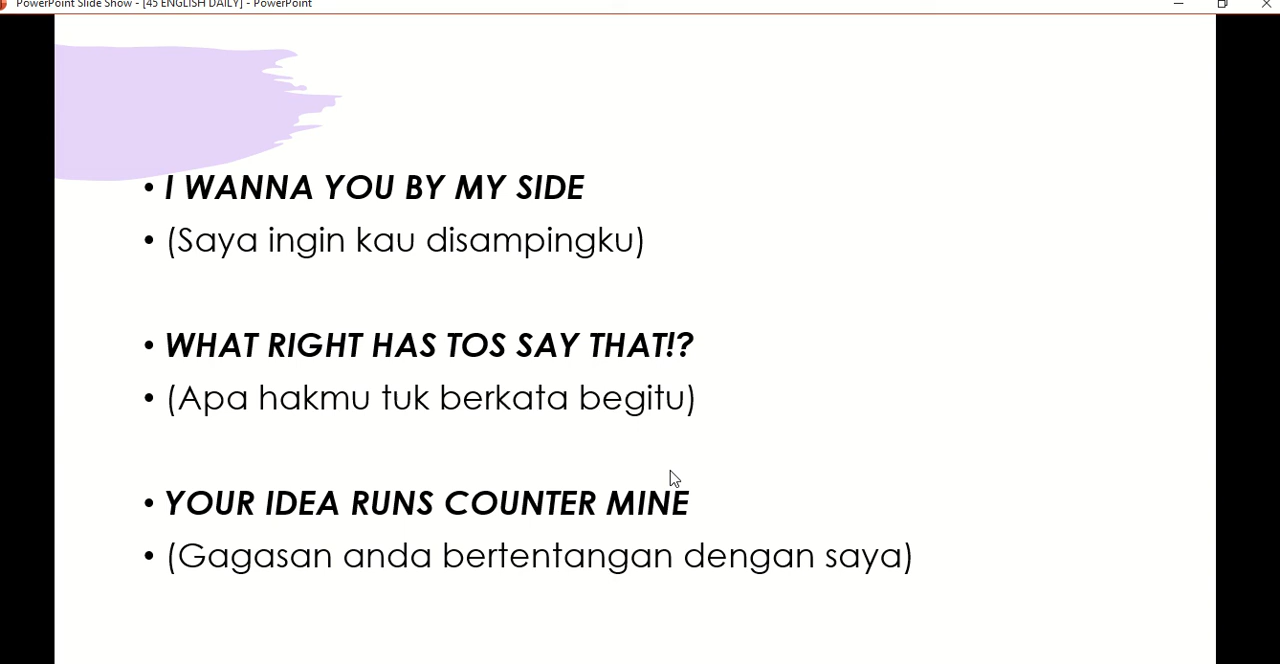 PowerPoint Slide Show - [45 ENGLISH DAILY] - PowerPoint
• I WANNA YOU BY MY SIDE
• (Saya ingin kau disampingku)
• WHAT RIGHT HAS TOS SAY THAT!?
• (Apa hakmu tuk berkata begitu)
• YOUR IDEA RUNS COUNTER MINE
• (Gagasan anda bertentangan dengan saya)